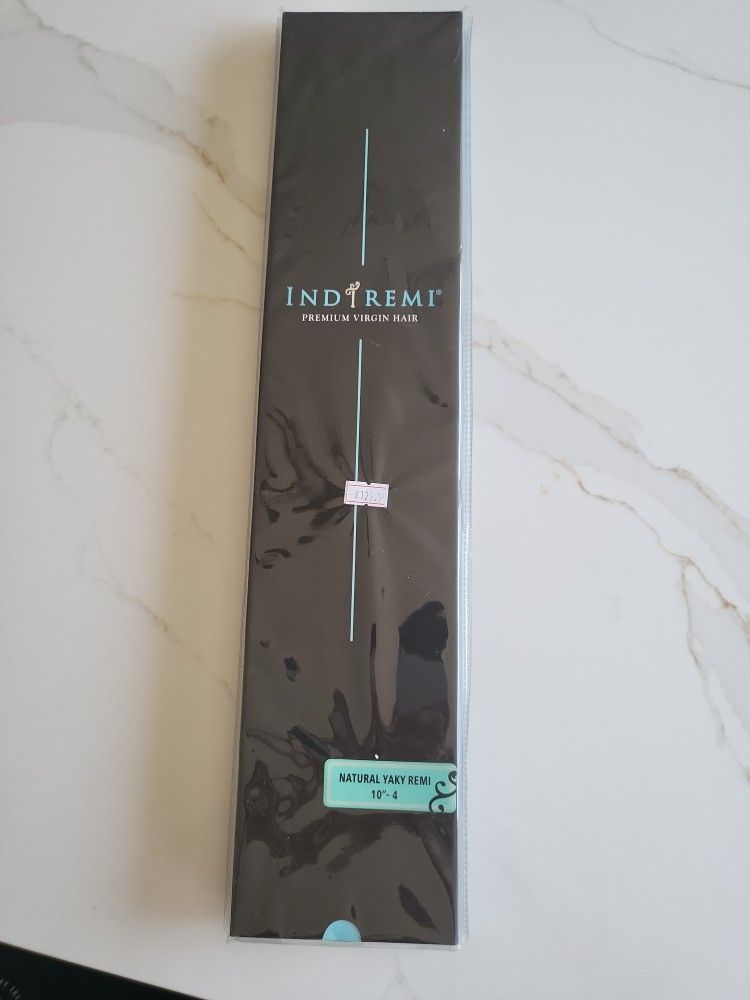 INDIREMI®
PREMIUM VIRGIN HAIR
NATURAL YAKY REMI
10"- 4